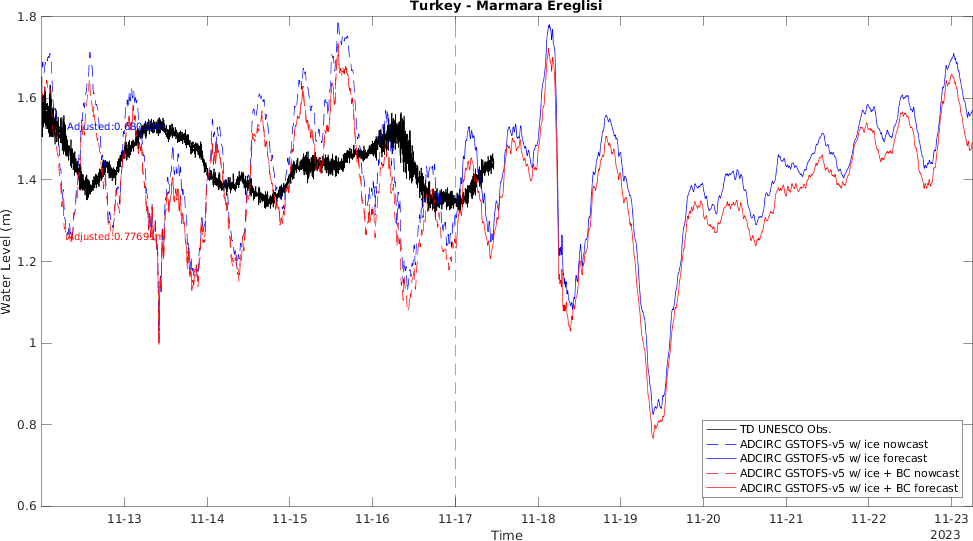 Turkey - Marmara Ereglisi
1.8
1.6
1.4
1.2
1
0.8
0.6
Water Level (m)
Adjusted:0.680
Adjusted:0.77695m
11-13
11-14
11-15
11-16
11-17
11-18
11-19
11-20
11-21
11-22
11-23
2023
Time
TD UNESCO Obs.
ADCIRC GSTOFS-v5 w/ ice nowcast
ADCIRC GSTOFS-v5 w/ ice forecast
ADCIRC GSTOFS-v5 w/ ice + BC nowcast
ADCIRC GSTOFS-v5 w/ ice + BC forecast